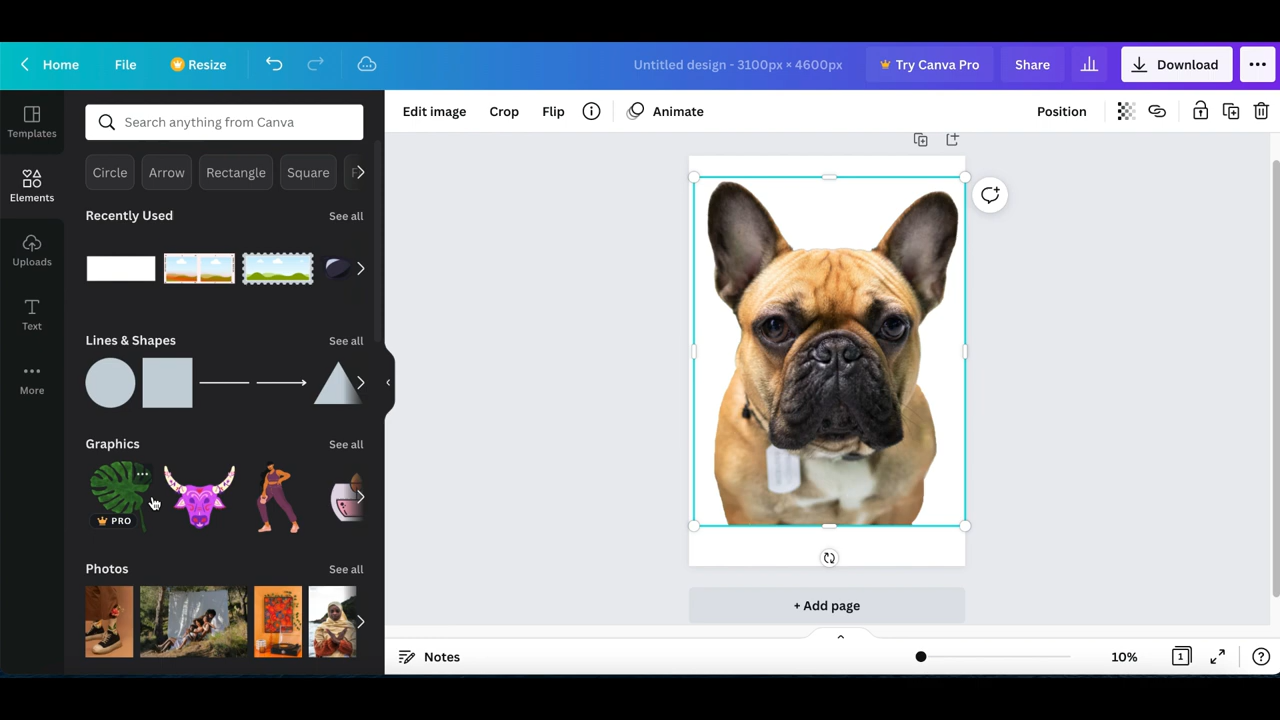 Home File Resize Untitled design - 3100px × 4600px Try Canva Pro Share Download
Templates
Elements
Uploads
Text
More
Search anything from Canva
Circle Arrow Rectangle Square
Recently Used See all
Lines & Shapes See all
Graphics See all
PRO
Photos See all
Edit image Crop Flip Animate Position
+ Add page
Notes 1 10%